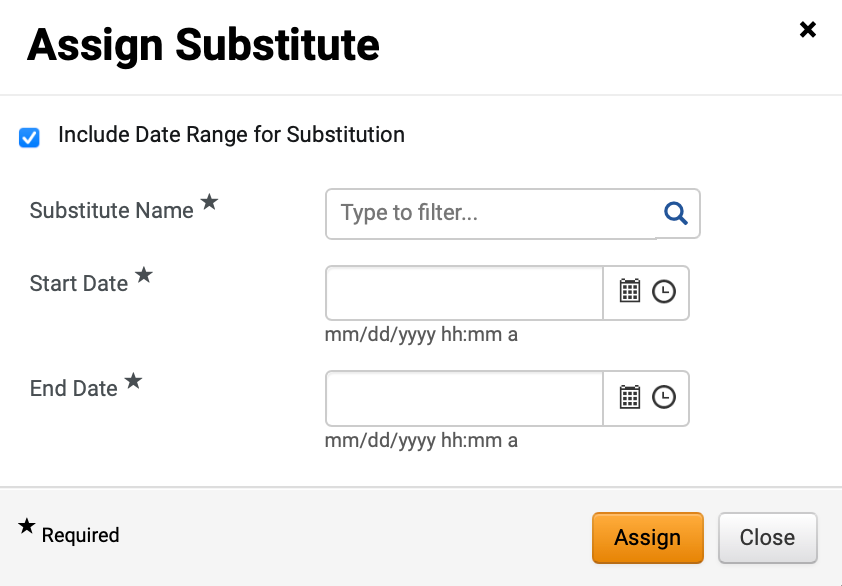 Assign Substitute
Include Date Range for Substitution
Substitute Name ★
Type to filter...
Start Date ★
mm/dd/yyyy hh:mm a
End Date ★
mm/dd/yyyy hh:mm a
★ Required
Assign
Close